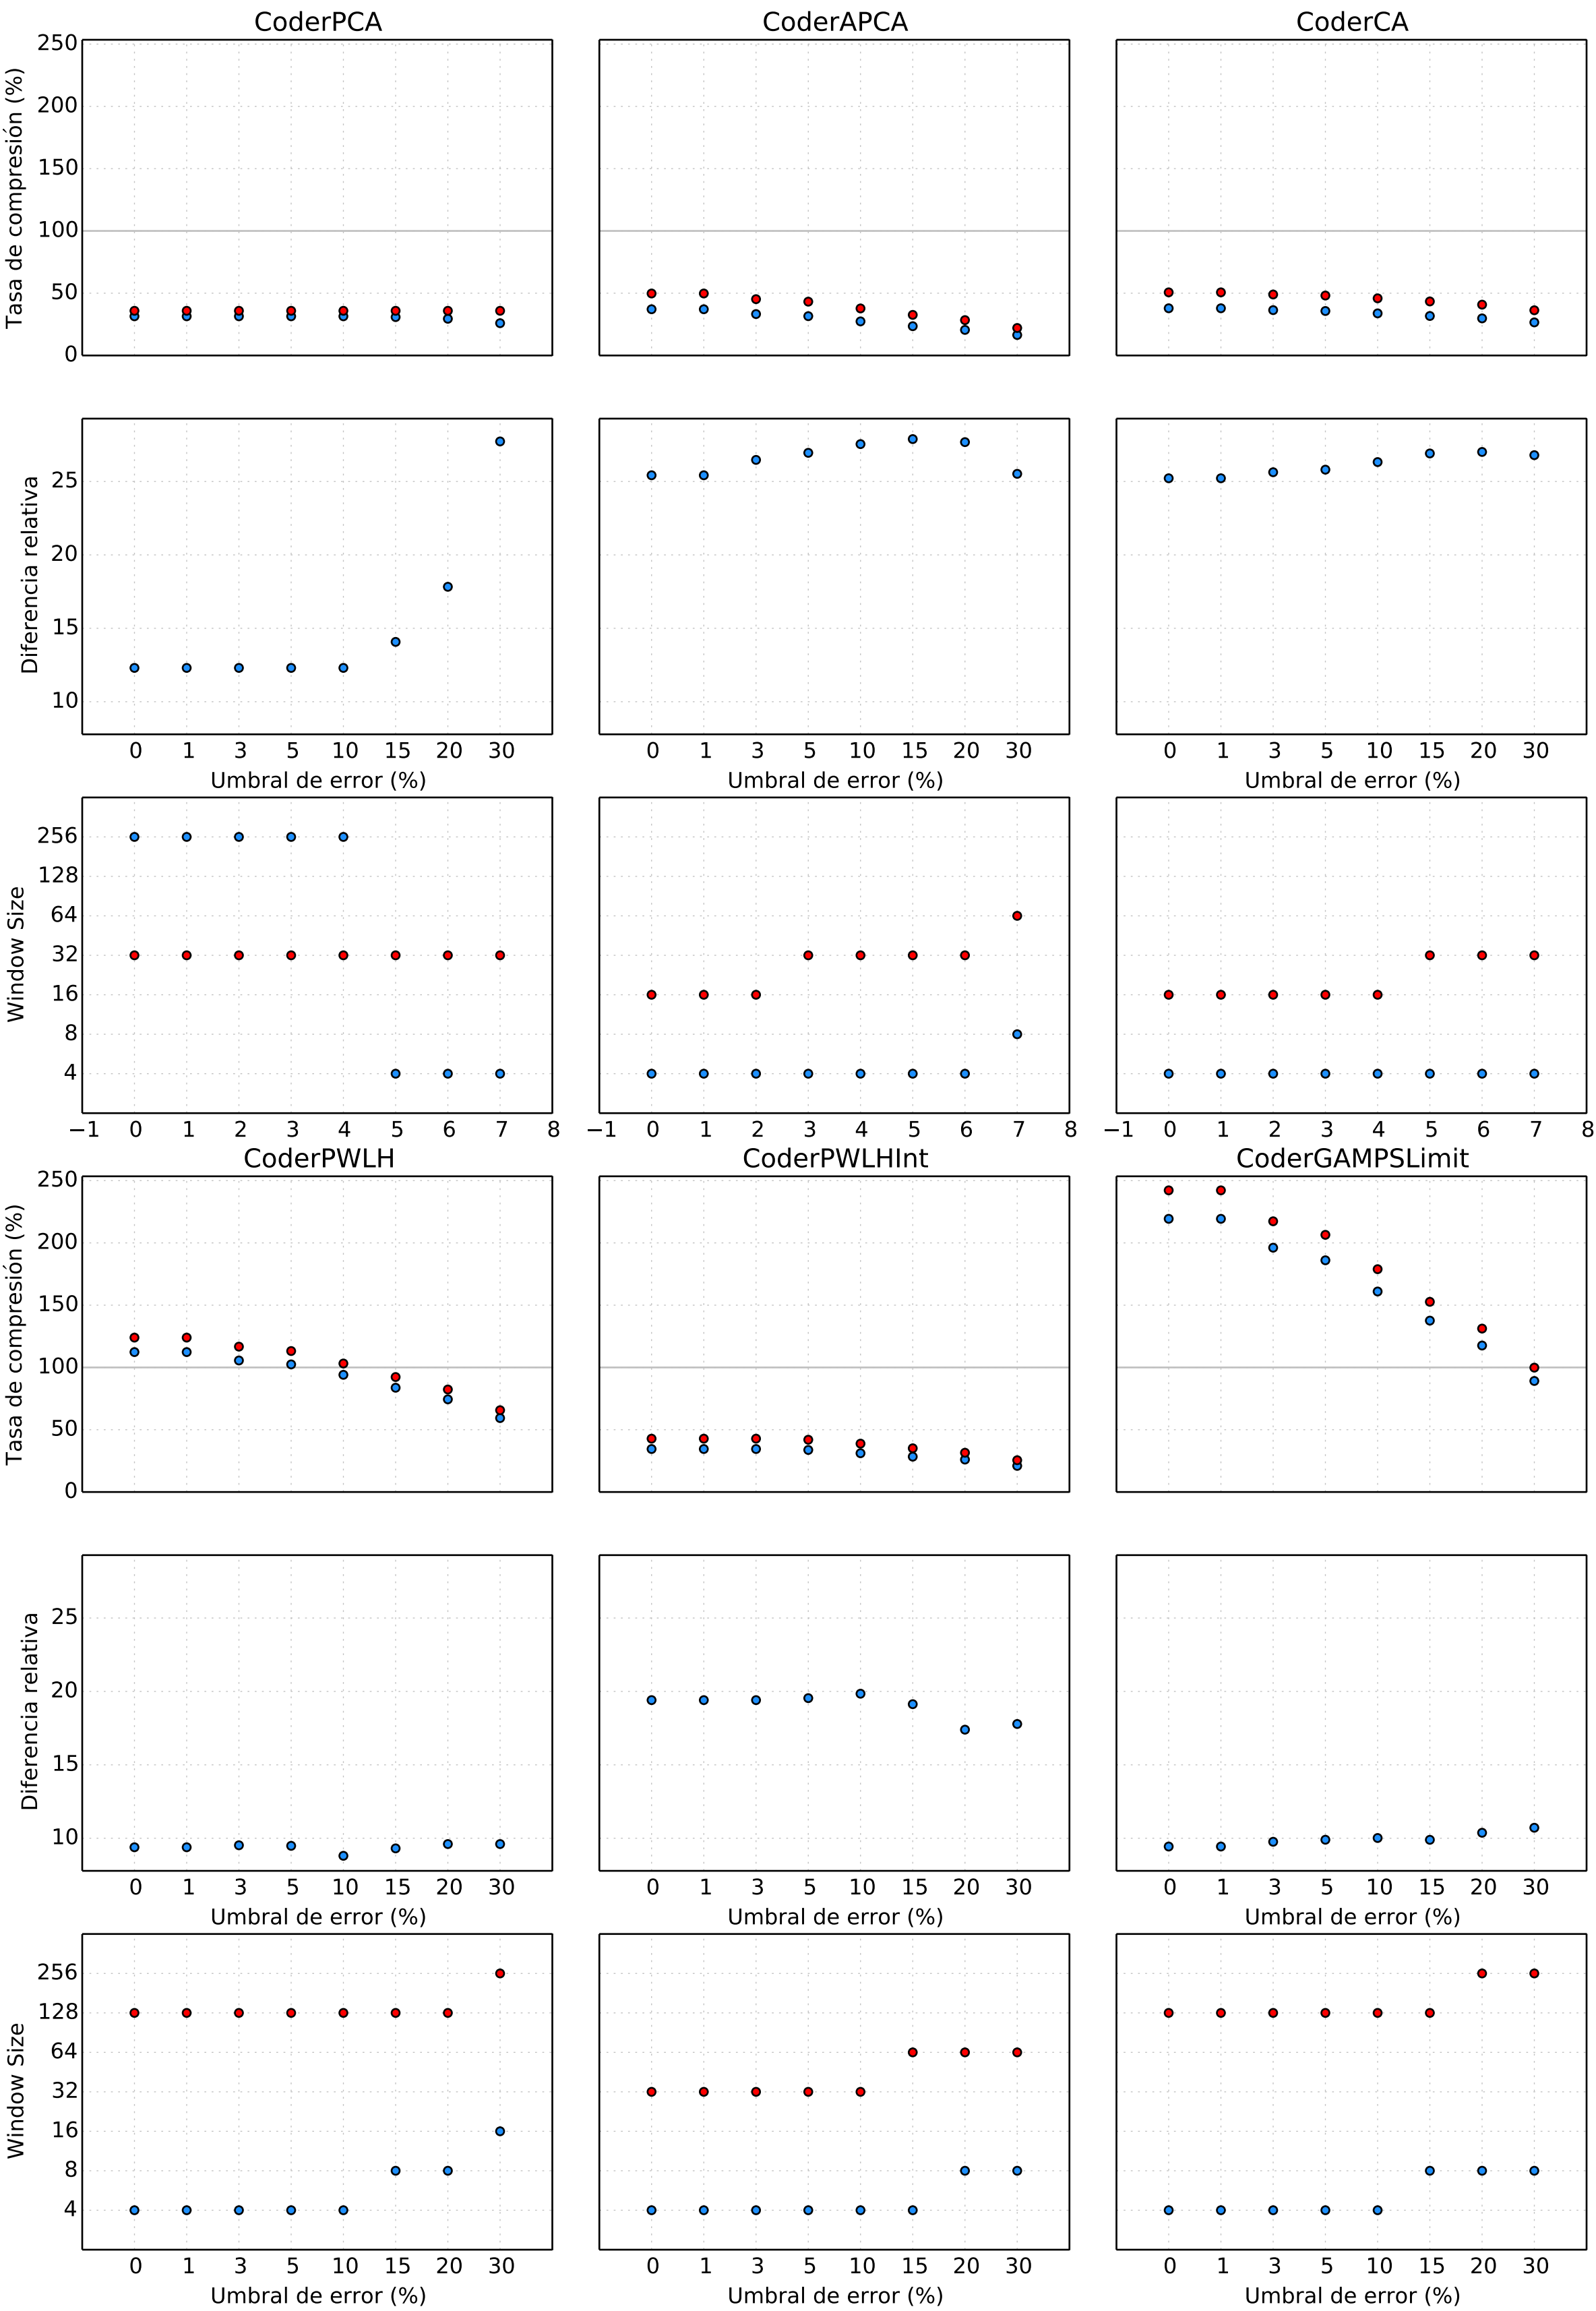 CoderPCA CoderAPCA CoderCA
Tasa de compresión (%)
250
200
150
100
50
0
Diferencia relativa
25
20
15
10
0 1 3 5 10 15 20 30 0 1 3 5 10 15 20 30 0 1 3 5 10 15 20 30
Umbral de error (%) Umbral de error (%) Umbral de error (%)
Window Size
256
128
64
32
16
8
4
−1 0 1 2 3 4 5 6 7 8 −1 0 1 2 3 4 5 6 7 8 −1 0 1 2 3 4 5 6 7 8
CoderPWLH CoderPWLHInt CoderGAMPSLimit
Tasa de compresión (%)
250
200
150
100
50
0
Diferencia relativa
25
20
15
10
0 1 3 5 10 15 20 30 0 1 3 5 10 15 20 30 0 1 3 5 10 15 20 30
Umbral de error (%) Umbral de error (%) Umbral de error (%)
Window Size
256
128
64
32
16
8
4
0 1 3 5 10 15 20 30 0 1 3 5 10 15 20 30 0 1 3 5 10 15 20 30
Umbral de error (%) Umbral de error (%) Umbral de error (%)